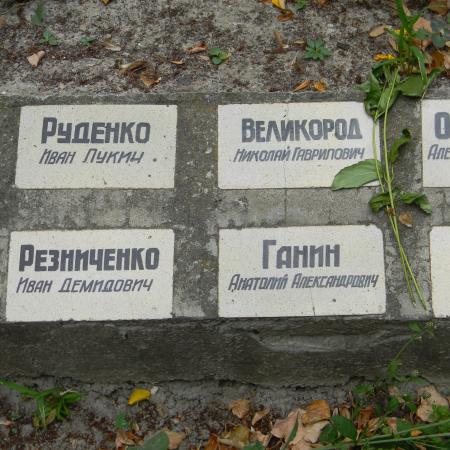 Руденко
Иван Лукич
Великород
Николай Гаврилович
Резниченко
Иван Демидович
Ганин
Анатолий Александрович